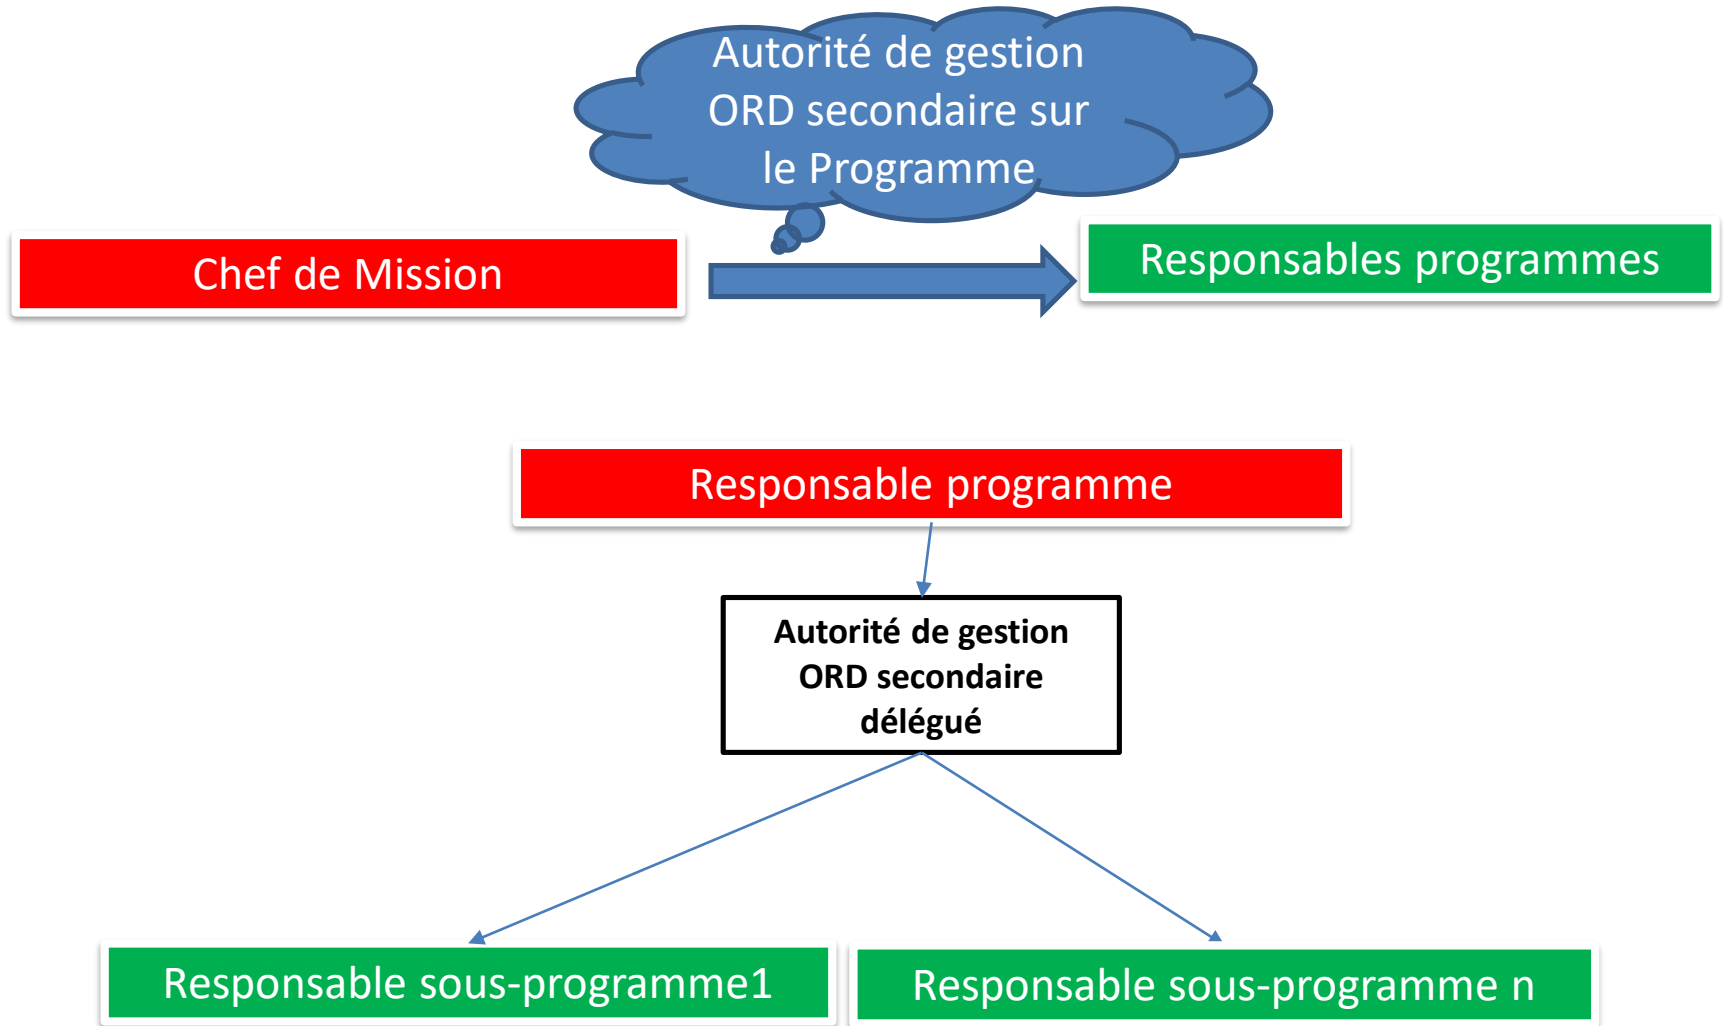 Autorité de gestion
ORD secondaire sur
le Programme
Chef de Mission
Responsables programmes
Responsable programme
Autorité de gestion
ORD secondaire
délégué
Responsable sous-programme1
Responsable sous-programme n